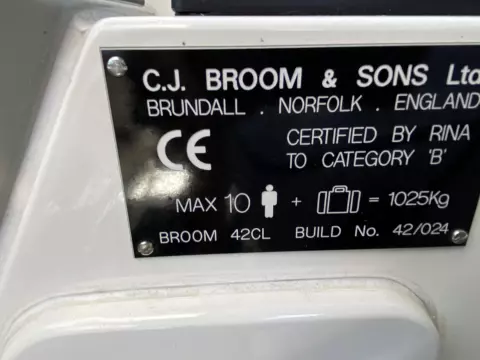 C.J. BROOM & SONS Ltd
BRUNDALL . NORFOLK . ENGLAND
CE
CERTIFIED BY RINA
TO CATEGORY 'B'
MAX 10 + = 1025Kg
BROOM 42CL BUILD No. 42/024